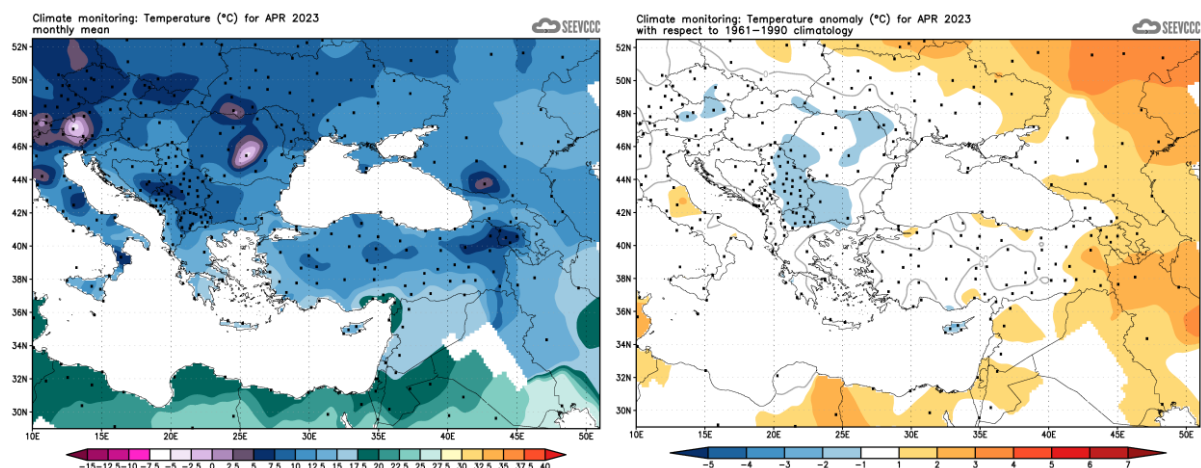 Climate monitoring: Temperature (°C) for APR 2023
monthly mean
SEEVCCC
52N
50N
48N
46N
44N
42N
40N
38N
36N
34N
32N
30N
10E 15E 20E 25E 30E 35E 40E 45E 50E
-15 -12.5 -10 -7.5 -5 -2.5 0 2.5 5 7.5 10 12.5 15 17.5 20 22.5 25 27.5 30 32.5 35 37.5 40
Climate monitoring: Temperature anomaly (°C) for APR 2023
with respect to 1961-1990 climatology
SEEVCCC
52N
50N
48N
46N
44N
42N
40N
38N
36N
34N
32N
30N
10E 15E 20E 25E 30E 35E 40E 45E 50E
-5 -4 -3 -2 -1 1 2 3 4 5 6 7